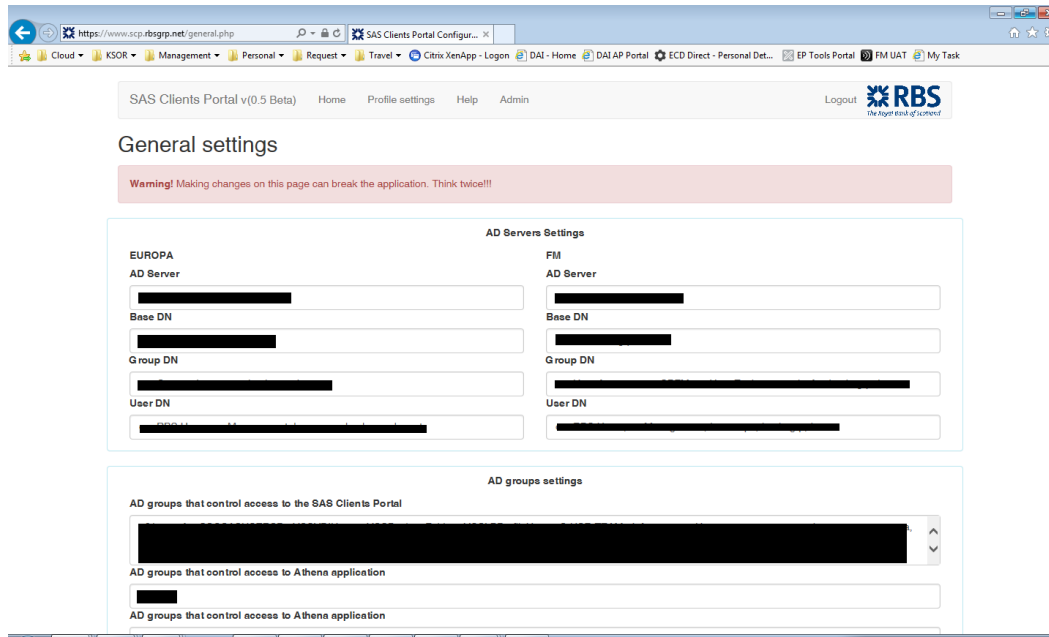 https://www.scp.rbsgrp.net/general.php
SAS Clients Portal Configur...
Cloud
KSOR
Management
Personal
Request
Travel
Citrix XenApp - Logon
DAI - Home
DAI AP Portal
ECD Direct - Personal Det...
EP Tools Portal
FM UAT
My Task
SAS Clients Portal v(0.5 Beta)
Home
Profile settings
Help
Admin
Logout
RBS
The Royal Bank of Scotland
General settings
Warning! Making changes on this page can break the application. Think twice!!!
AD Servers Settings
EUROPA
FM
AD Server
AD Server
Base DN
Base DN
Group DN
Group DN
User DN
User DN
AD groups settings
AD groups that control access to the SAS Clients Portal
AD groups that control access to Athena application
AD groups that control access to Athena application